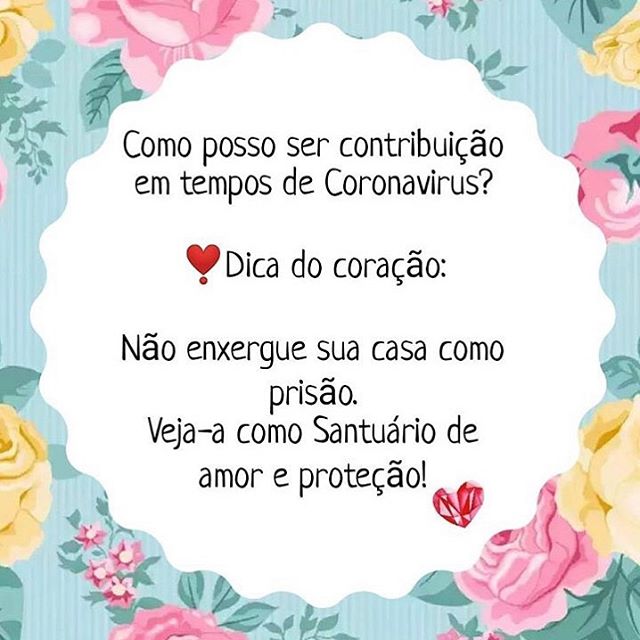 Como posso ser contribuição
em tempos de Coronavirus?
❣Dica do coração:
Não enxergue sua casa como
prisão.
Veja-a como Santuário de
amor e proteção!